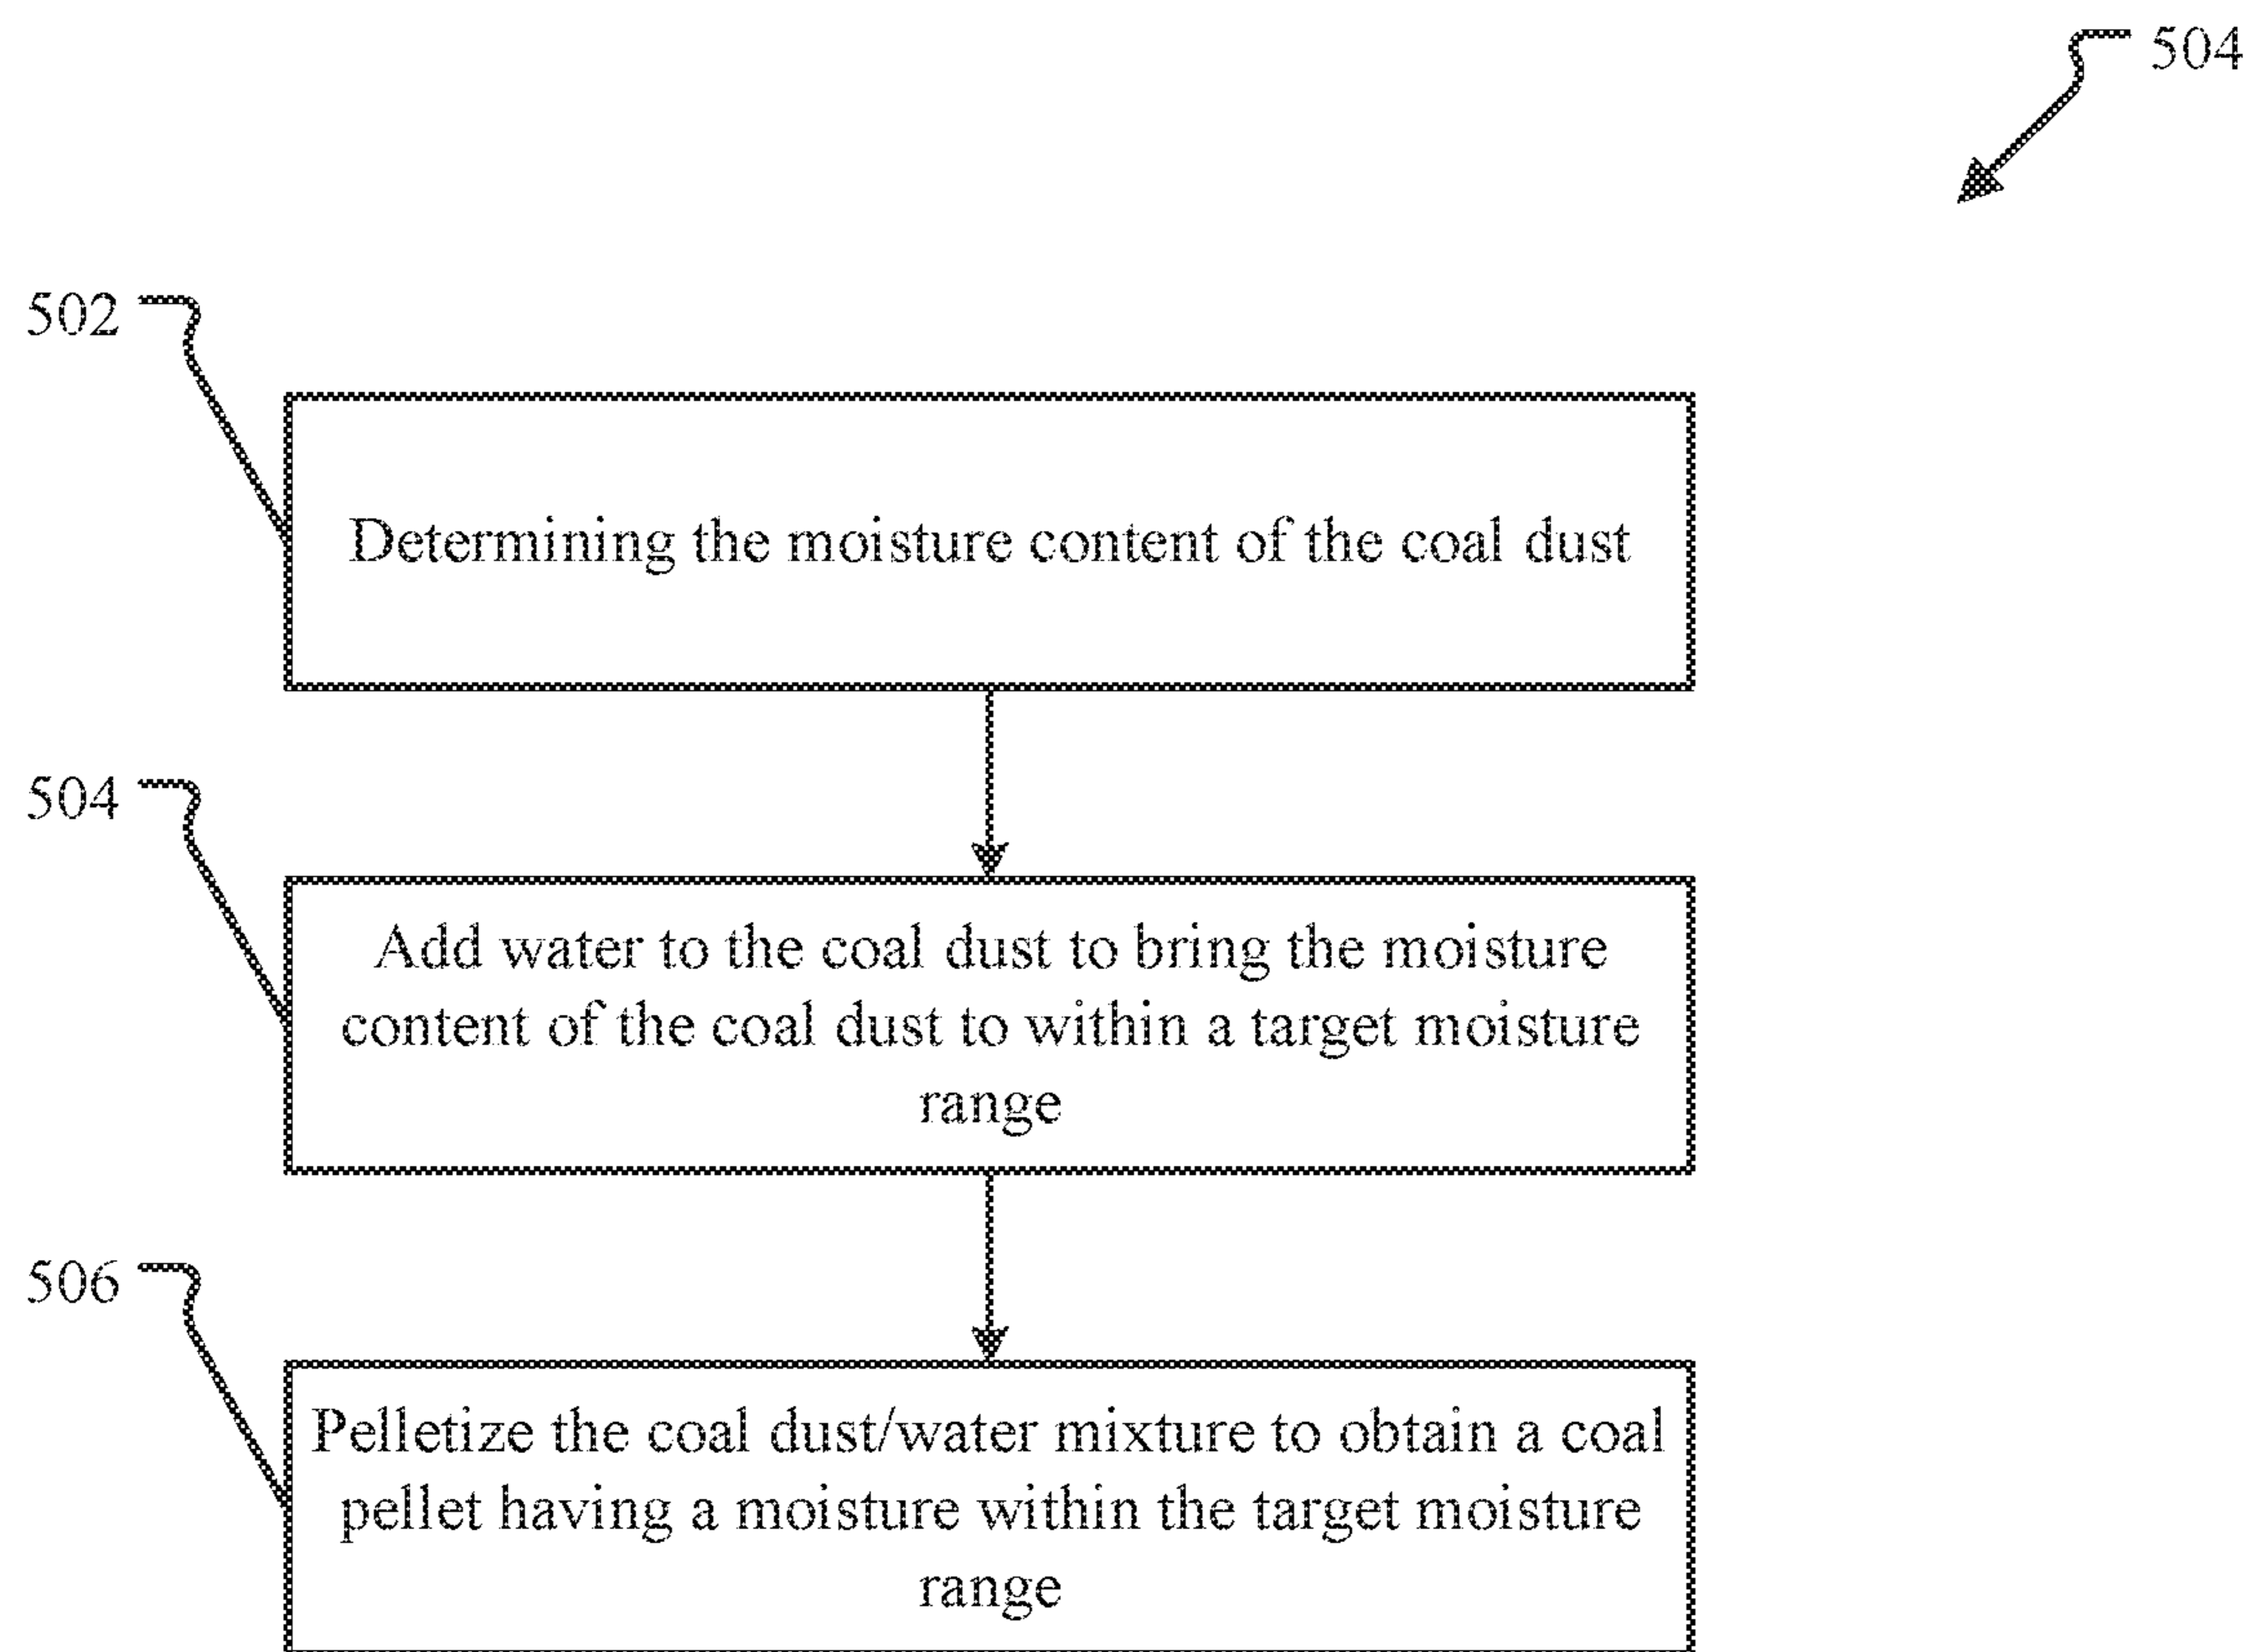 504
502
Determining the moisture content of the coal dust
504
Add water to the coal dust to bring the moisture
content of the coal dust to within a target moisture
range
506
Pelletize the coal dust/water mixture to obtain a coal
pellet having a moisture within the target moisture
range